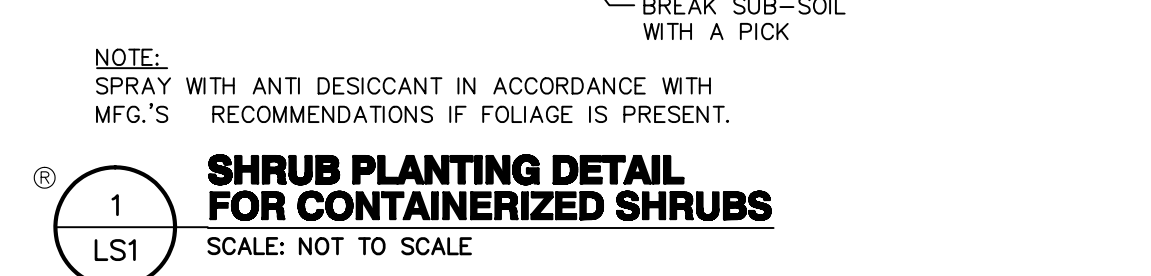 BREAK SUB-SOIL
WITH A PICK
NOTE:
SPRAY WITH ANTI DESICCANT IN ACCORDANCE WITH
MFG.'S RECOMMENDATIONS IF FOLIAGE IS PRESENT.
®
1
LS1
SHRUB PLANTING DETAIL
FOR CONTAINERIZED SHRUBS
SCALE: NOT TO SCALE